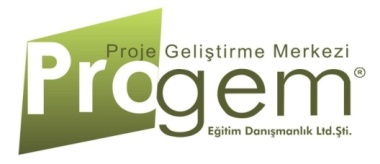 Proje Geliştirme Merkezi
Progem®
Eğitim Danışmanlık Ltd.Şti.